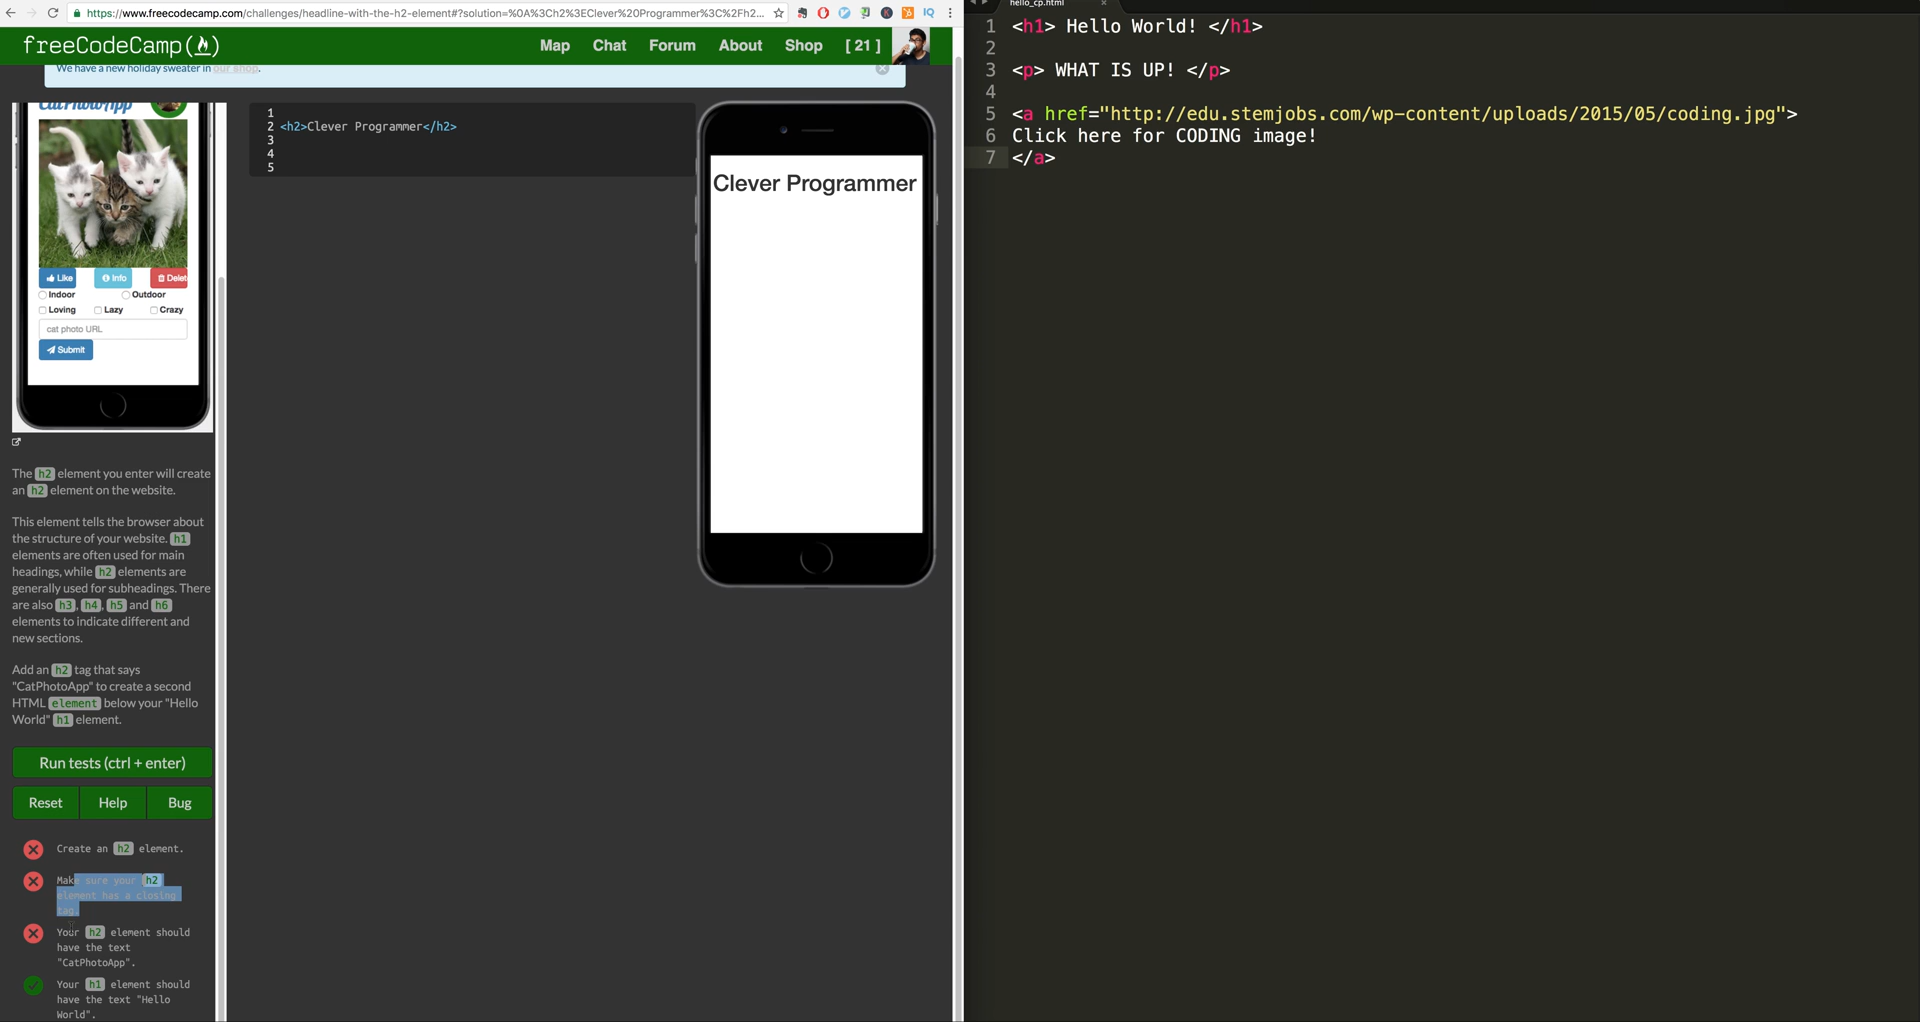 https://www.freecodecamp.com/challenges/headline-with-the-h2-element#?solution=%0A%3Ch2%3EClever%20Programmer%3C%2Fh2...
IQ
freeCodeCamp
Map
Chat
Forum
About
Shop
[ 21 ]
We have a new holiday sweater in our shop.
CatPhotoApp
Like
Info
Delet
Indoor
Outdoor
Loving
Lazy
Crazy
cat photo URL
Submit
The h2 element you enter will create
an h2 element on the website.
This element tells the browser about
the structure of your website. h1
elements are often used for main
headings, while h2 elements are
generally used for subheadings. There
are also h3, h4, h5 and h6
elements to indicate different and
new sections.
Add an h2 tag that says
"CatPhotoApp" to create a second
HTML element below your "Hello
World" h1 element.
Run tests (ctrl + enter)
Reset
Help
Bug
Create an h2 element.
Make sure your h2
element has a closing
tag.
Your h2 element should
have the text
"CatPhotoApp".
Your h1 element should
have the text "Hello
World".
1
2 <h2>Clever Programmer</h2>
3
4
5
Clever Programmer
hello_cp.html
1 <h1> Hello World! </h1>
2
3 <p> WHAT IS UP! </p>
4
5 <a href="http://edu.stemjobs.com/wp-content/uploads/2015/05/coding.jpg">
6 Click here for CODING image!
7 </a>